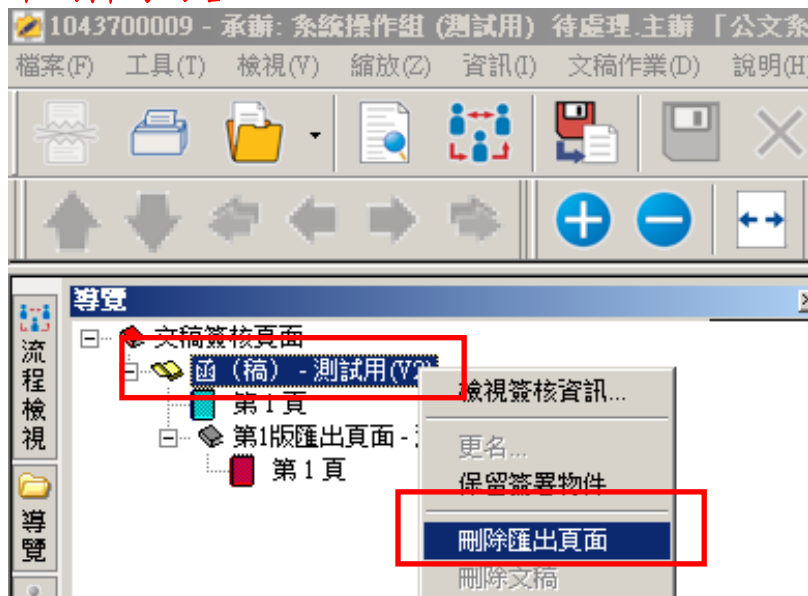 1043700009 - 承辦: 系統操作組 (測試用) 待處理.主辦 「公文系
檔案(F) 工具(T) 檢視(V) 縮放(Z) 資訊(I) 文稿作業(D) 說明(H)
導覽
流程檢視
導覽
文稿簽核頁面
函（稿） - 測試用(V2)
第 1 頁
第1版匯出頁面 -
第 1 頁
檢視簽核資訊...
更名...
保留簽署物件
刪除匯出頁面
刪除文稿